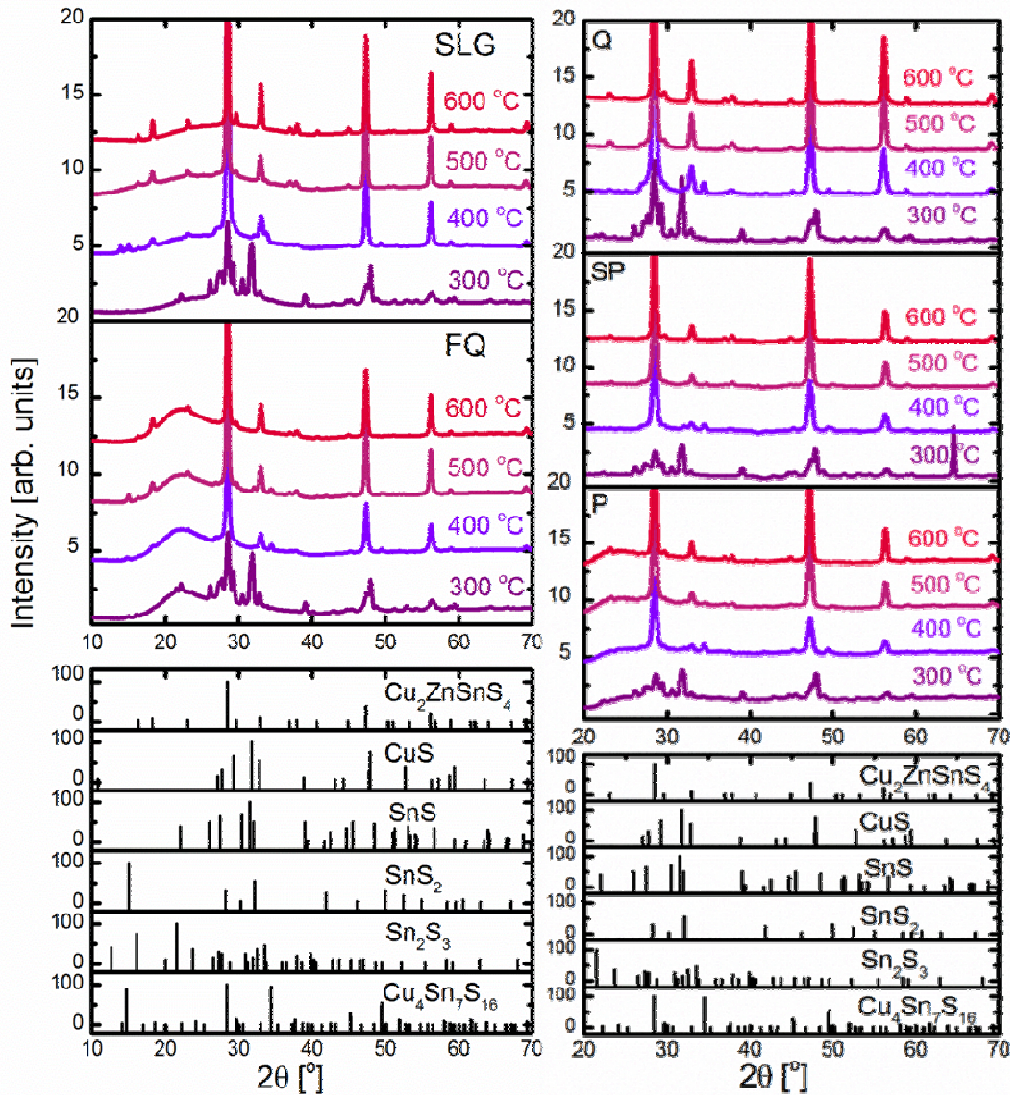 Intensity [arb. units]
20
15
10
5
20
SLG
600 °C
500 °C
400 °C
300 °C
15
10
5
FQ
600 °C
500 °C
400 °C
300 °C
10 20 30 40 50 60 70
100
0
Cu₂ZnSnS₄
100
0
CuS
100
0
SnS
100
0
SnS₂
100
0
Sn₂S₃
100
0
Cu₄Sn₇S₁₆
10 20 30 40 50 60 70
2θ [°]
20
15
10
5
20
Q
600 °C
500 °C
400 °C
300 °C
15
10
5
20
SP
600 °C
500 °C
400 °C
300 °C
15
10
5
P
600 °C
500 °C
400 °C
300 °C
20 30 40 50 60 70
100
0
Cu₂ZnSnS₄
100
0
CuS
100
0
SnS
100
0
SnS₂
100
0
Sn₂S₃
100
0
Cu₄Sn₇S₁₆
20 30 40 50 60 70
2θ [°]